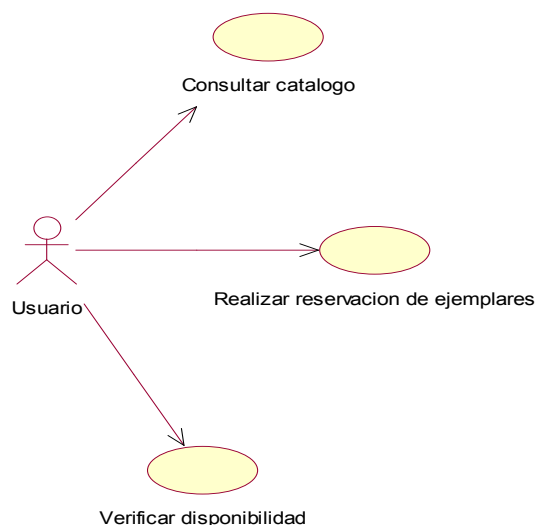 Consultar catalogo
Realizar reservacion de ejemplares
Usuario
Verificar disponibilidad